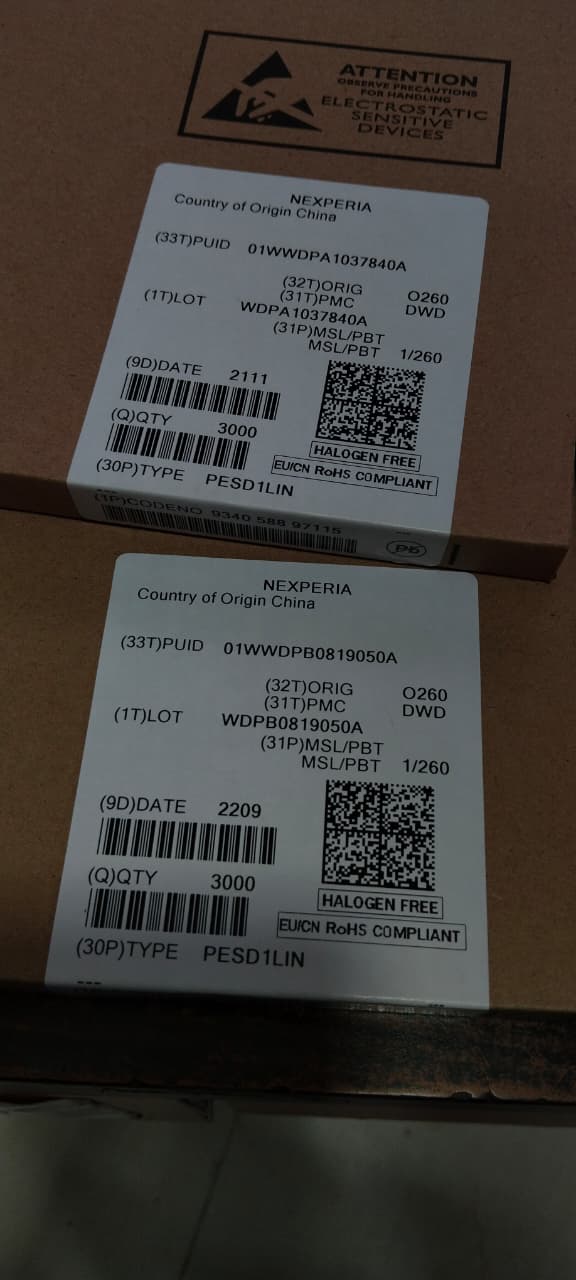 ATTENTION
OBSERVE PRECAUTIONS
FOR HANDLING
ELECTROSTATIC
SENSITIVE
DEVICES
NEXPERIA
Country of Origin China
(33T)PUID 01WWDPA1037840A
(32T)ORIG O260
(31T)PMC DWD
(1T)LOT WDPA1037840A
(31P)MSL/PBT
MSL/PBT 1/260
(9D)DATE 2111
(Q)QTY 3000
HALOGEN FREE
EU/CN RoHS COMPLIANT
(30P)TYPE PESD1LIN
(1P)CODENO 9340 588 97115
Pb
NEXPERIA
Country of Origin China
(33T)PUID 01WWDPB0819050A
(32T)ORIG O260
(31T)PMC DWD
(1T)LOT WDPB0819050A
(31P)MSL/PBT
MSL/PBT 1/260
(9D)DATE 2209
(Q)QTY 3000
HALOGEN FREE
EU/CN RoHS COMPLIANT
(30P)TYPE PESD1LIN